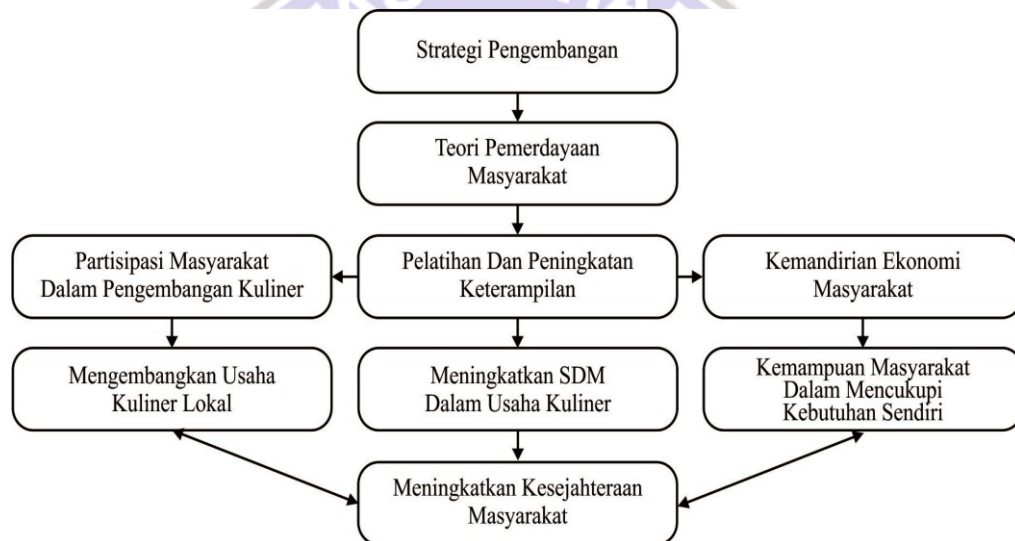 Strategi Pengembangan
Teori Pemerdayaan
Masyarakat
Partisipasi Masyarakat
Dalam Pengembangan Kuliner
Pelatihan Dan Peningkatan
Keterampilan
Kemandirian Ekonomi
Masyarakat
Mengembangkan Usaha
Kuliner Lokal
Meningkatkan SDM
Dalam Usaha Kuliner
Kemampuan Masyarakat
Dalam Mencukupi
Kebutuhan Sendiri
Meningkatkan Kesejahteraan
Masyarakat